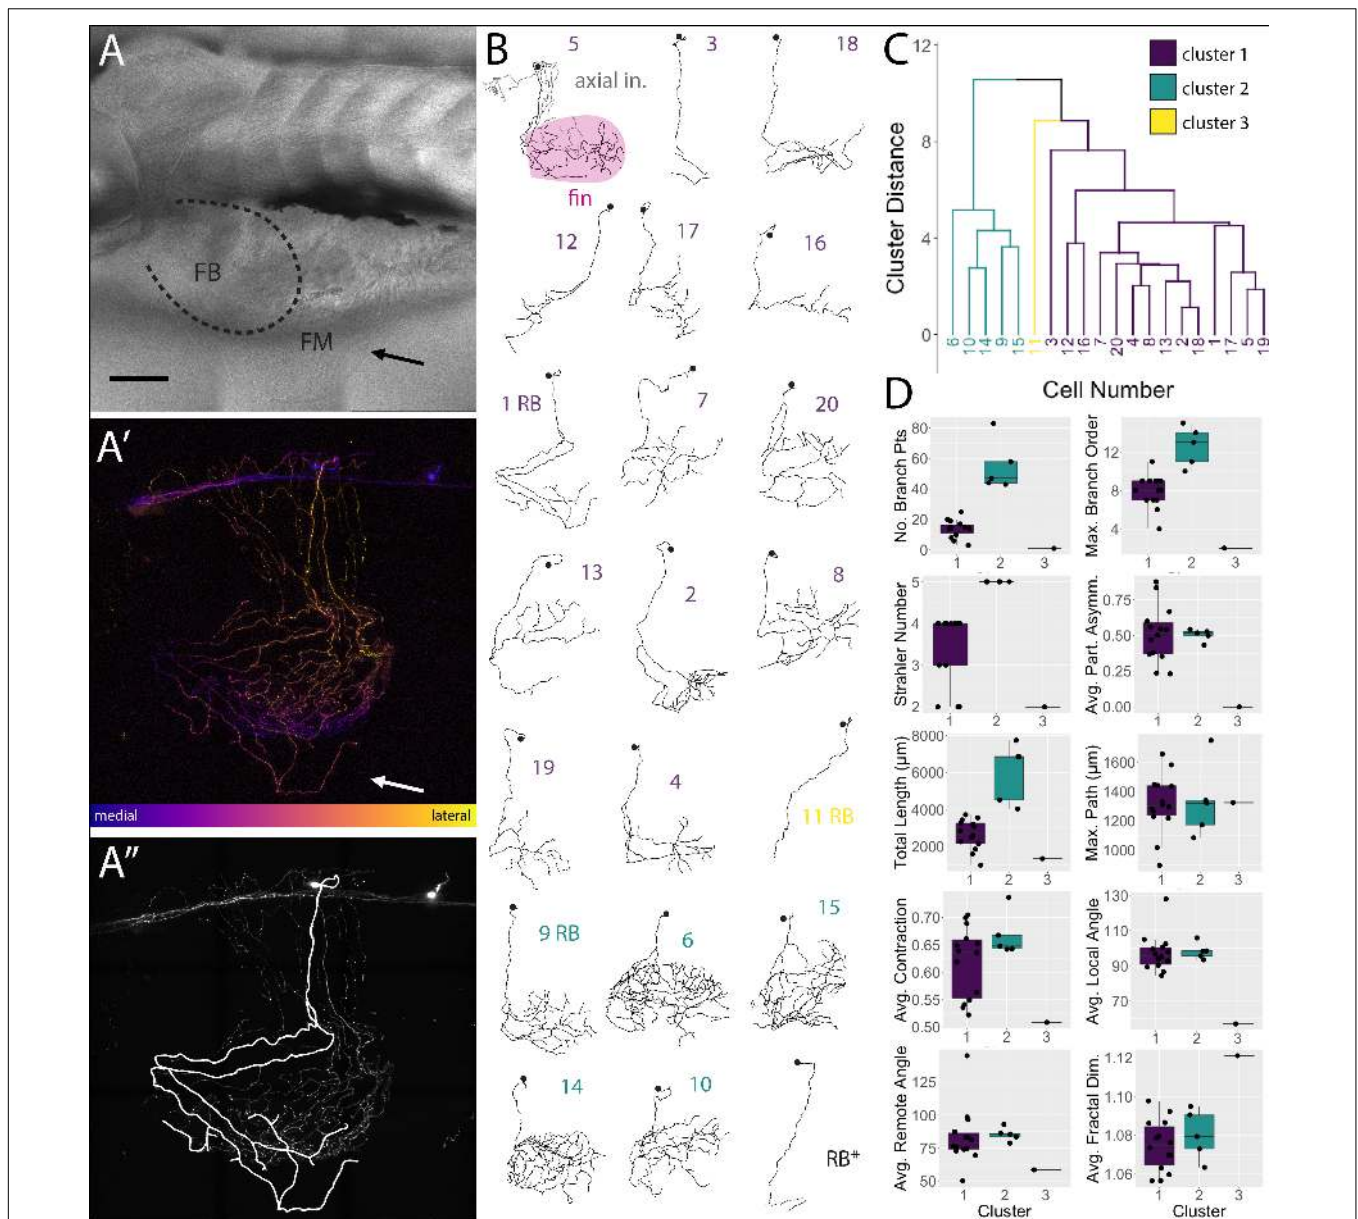 A
FB
FM
A′
medial lateral
A″
B
5
axial in.
fin
3
18
12
17
16
1 RB
7
20
13
2
8
19
4
11 RB
9 RB
6
15
14
10
RB#
C
12
8
4
0
Cluster Distance
cluster 1
cluster 2
cluster 3
6 10 14 9 15 11 3 12 16 7 20 4 8 13 2 18 1 17 5 19
Cell Number
D
No. Branch Pts
80
60
40
20
0
1 2 3
Max. Branch Order
12
8
4
1 2 3
Strahler Number
5
4
3
2
1 2 3
Avg. Part. Asymm.
0.75
0.50
0.25
0.00
1 2 3
Total Length (µm)
8000
6000
4000
2000
1 2 3
Max. Path (µm)
1600
1400
1200
1000
1 2 3
Avg. Contraction
0.70
0.65
0.60
0.55
0.50
1 2 3
Avg. Local Angle
130
110
90
70
1 2 3
Avg. Remote Angle
125
100
75
50
1 2 3
Cluster
Avg. Fractal Dim.
1.12
1.10
1.08
1.06
1 2 3
Cluster